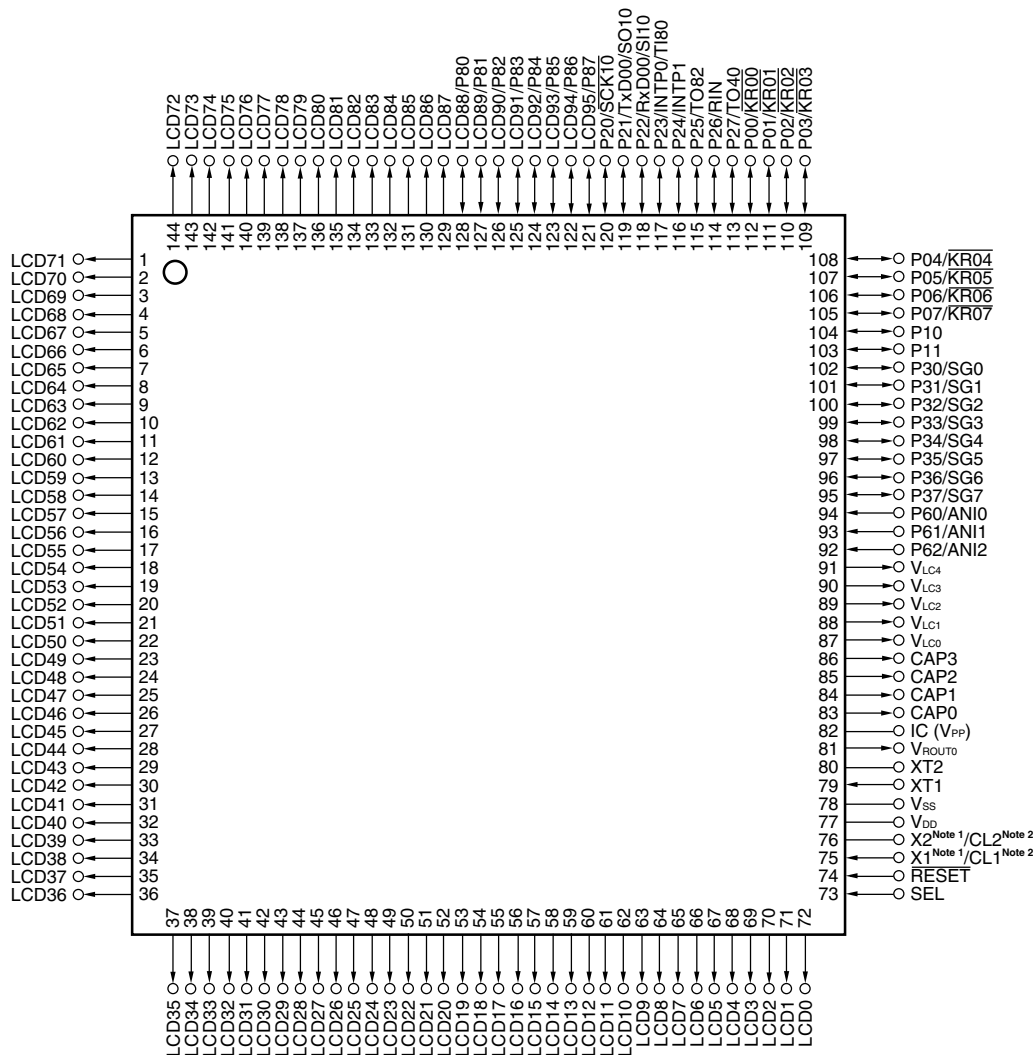 LCD72
LCD73
LCD74
LCD75
LCD76
LCD77
LCD78
LCD79
LCD80
LCD81
LCD82
LCD83
LCD84
LCD85
LCD86
LCD87
LCD88/P80
LCD89/P81
LCD90/P82
LCD91/P83
LCD92/P84
LCD93/P85
LCD94/P86
LCD95/P87
P20/SCK10
P21/TxD00/SO10
P22/RxD00/SI10
P23/INTP0/TI80
P24/INTP1
P25/TO82
P26/RIN
P27/TO40
P00/KR00
P01/KR01
P02/KR02
P03/KR03
144 143 142 141 140 139 138 137 136 135 134 133 132 131 130 129 128 127 126 125 124 123 122 121 120 119 118 117 116 115 114 113 112 111 110 109
LCD71 1 108 P04/KR04
LCD70 2 107 P05/KR05
LCD69 3 106 P06/KR06
LCD68 4 105 P07/KR07
LCD67 5 104 P10
LCD66 6 103 P11
LCD65 7 102 P30/SG0
LCD64 8 101 P31/SG1
LCD63 9 100 P32/SG2
LCD62 10 99 P33/SG3
LCD61 11 98 P34/SG4
LCD60 12 97 P35/SG5
LCD59 13 96 P36/SG6
LCD58 14 95 P37/SG7
LCD57 15 94 P60/ANI0
LCD56 16 93 P61/ANI1
LCD55 17 92 P62/ANI2
LCD54 18 91 VLC4
LCD53 19 90 VLC3
LCD52 20 89 VLC2
LCD51 21 88 VLC1
LCD50 22 87 VLC0
LCD49 23 86 CAP3
LCD48 24 85 CAP2
LCD47 25 84 CAP1
LCD46 26 83 CAP0
LCD45 27 82 IC (VPP)
LCD44 28 81 VROUT0
LCD43 29 80 XT2
LCD42 30 79 XT1
LCD41 31 78 VSS
LCD40 32 77 VDD
LCD39 33 76 X2Note 1/CL2Note 2
LCD38 34 75 X1Note 1/CL1Note 2
LCD37 35 74 RESET
LCD36 36 73 SEL
37 38 39 40 41 42 43 44 45 46 47 48 49 50 51 52 53 54 55 56 57 58 59 60 61 62 63 64 65 66 67 68 69 70 71 72
LCD35
LCD34
LCD33
LCD32
LCD31
LCD30
LCD29
LCD28
LCD27
LCD26
LCD25
LCD24
LCD23
LCD22
LCD21
LCD20
LCD19
LCD18
LCD17
LCD16
LCD15
LCD14
LCD13
LCD12
LCD11
LCD10
LCD9
LCD8
LCD7
LCD6
LCD5
LCD4
LCD3
LCD2
LCD1
LCD0